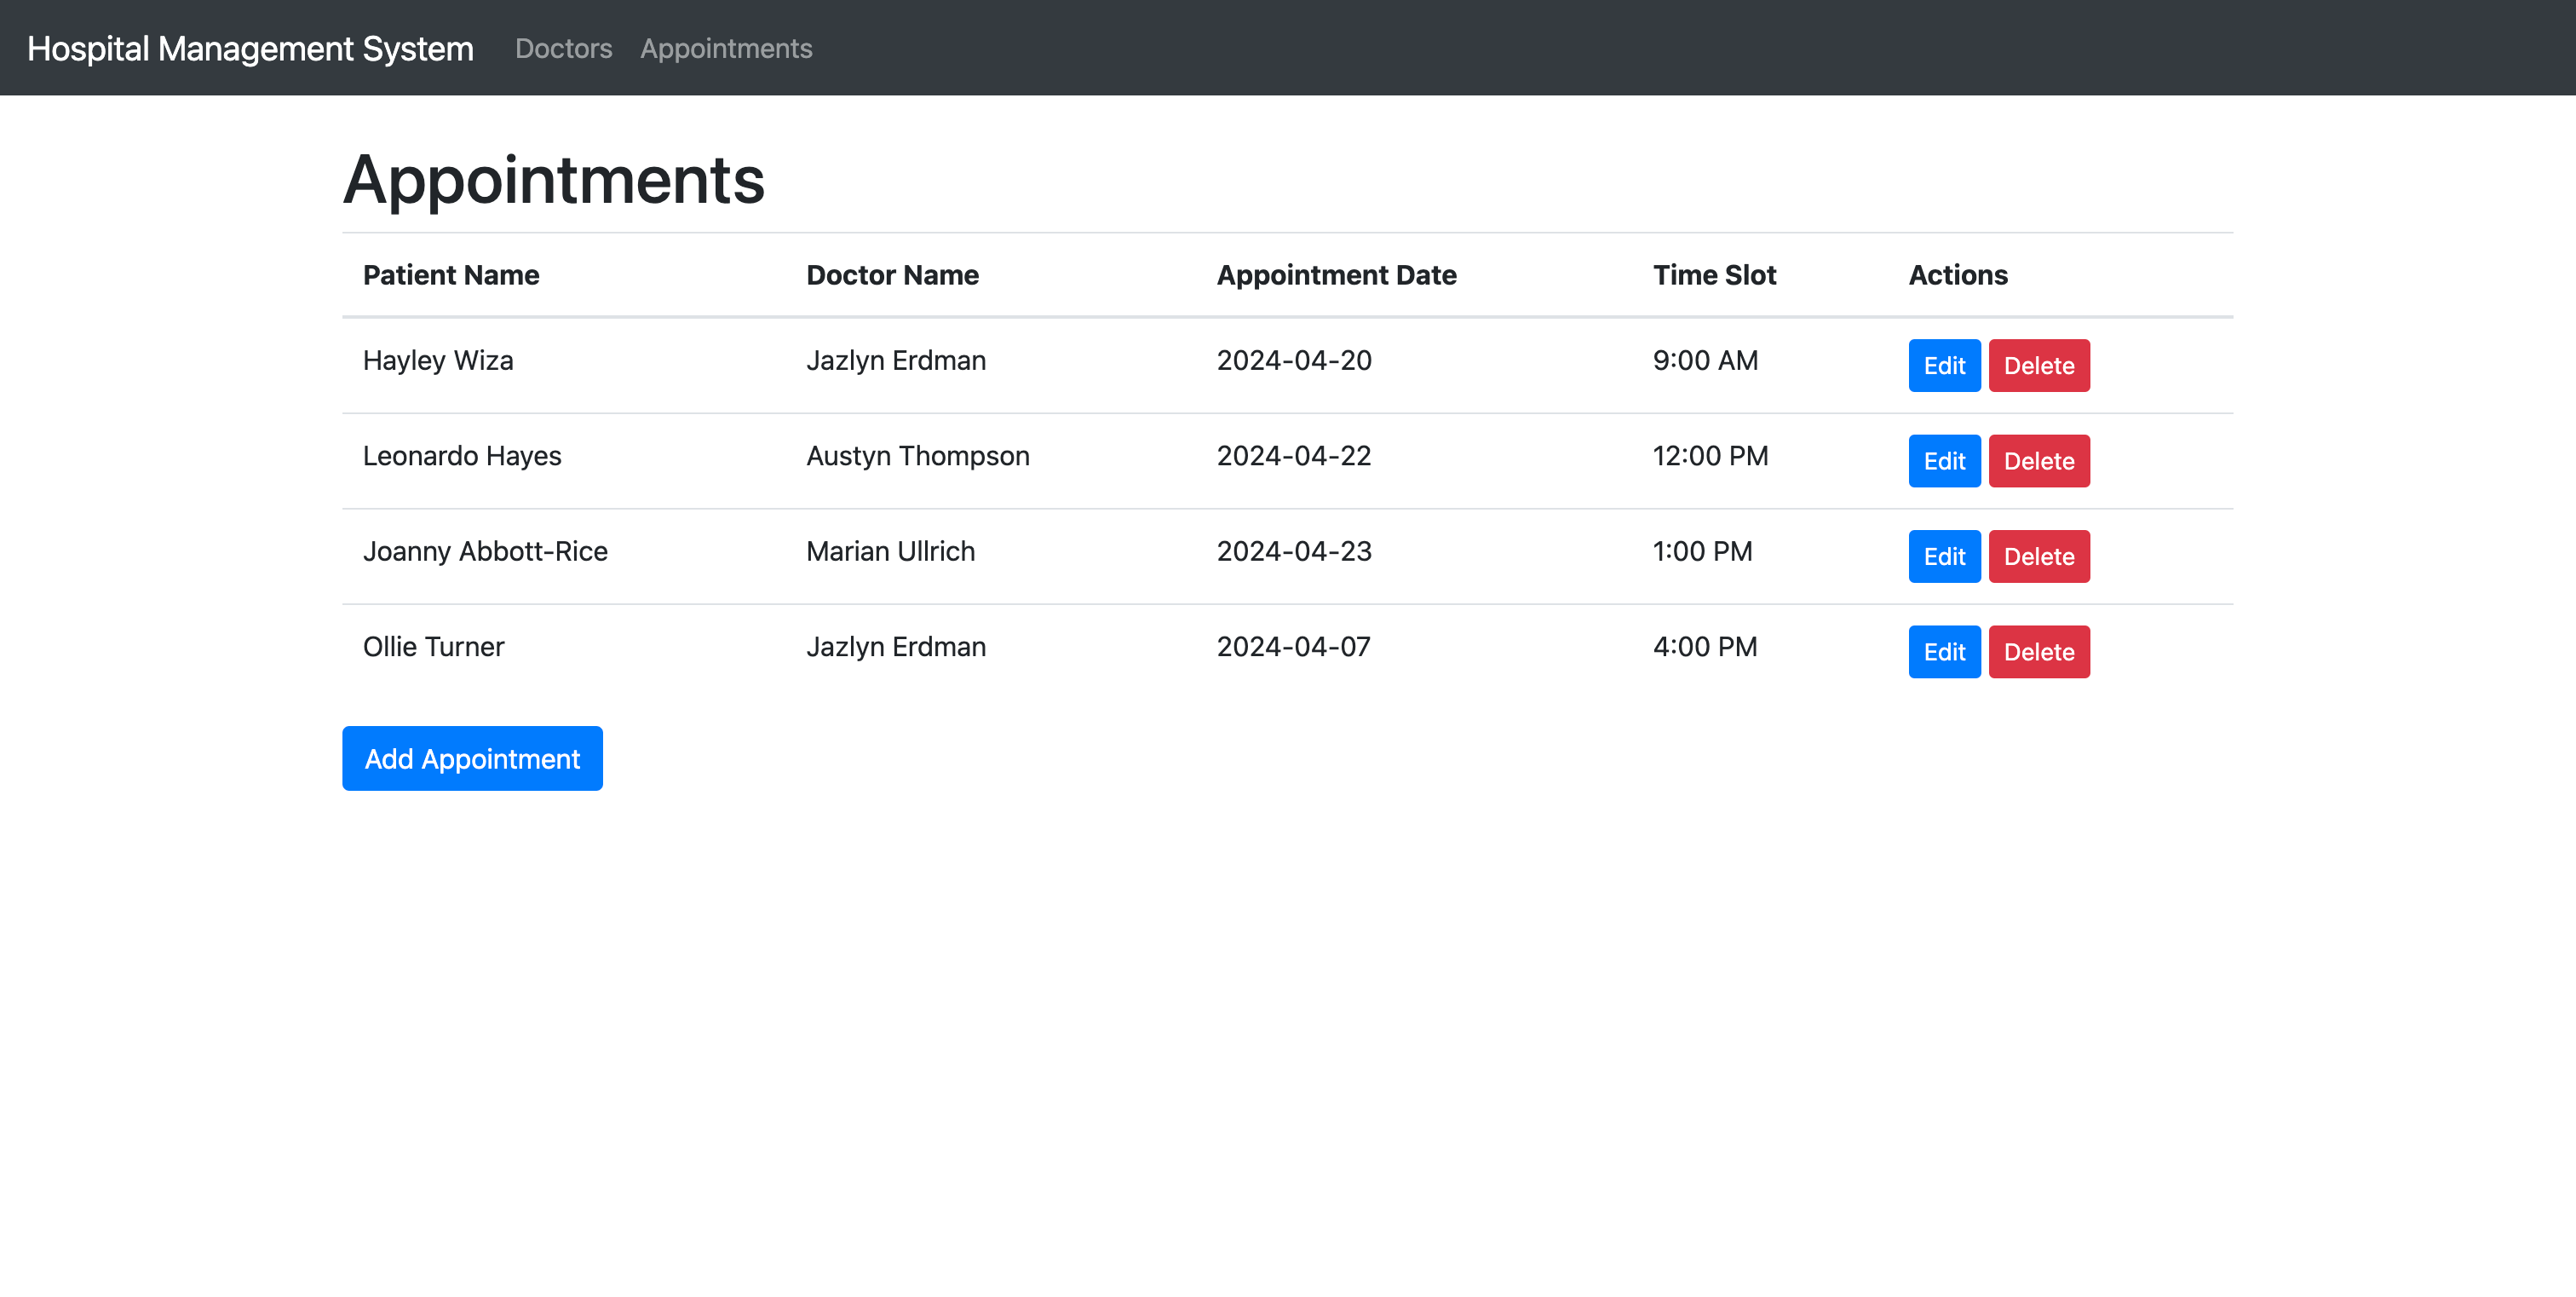 Hospital Management System Doctors Appointments
Appointments
Patient Name Doctor Name Appointment Date Time Slot Actions
Hayley Wiza Jazlyn Erdman 2024-04-20 9:00 AM Edit Delete
Leonardo Hayes Austyn Thompson 2024-04-22 12:00 PM Edit Delete
Joanny Abbott-Rice Marian Ullrich 2024-04-23 1:00 PM Edit Delete
Ollie Turner Jazlyn Erdman 2024-04-07 4:00 PM Edit Delete
Add Appointment